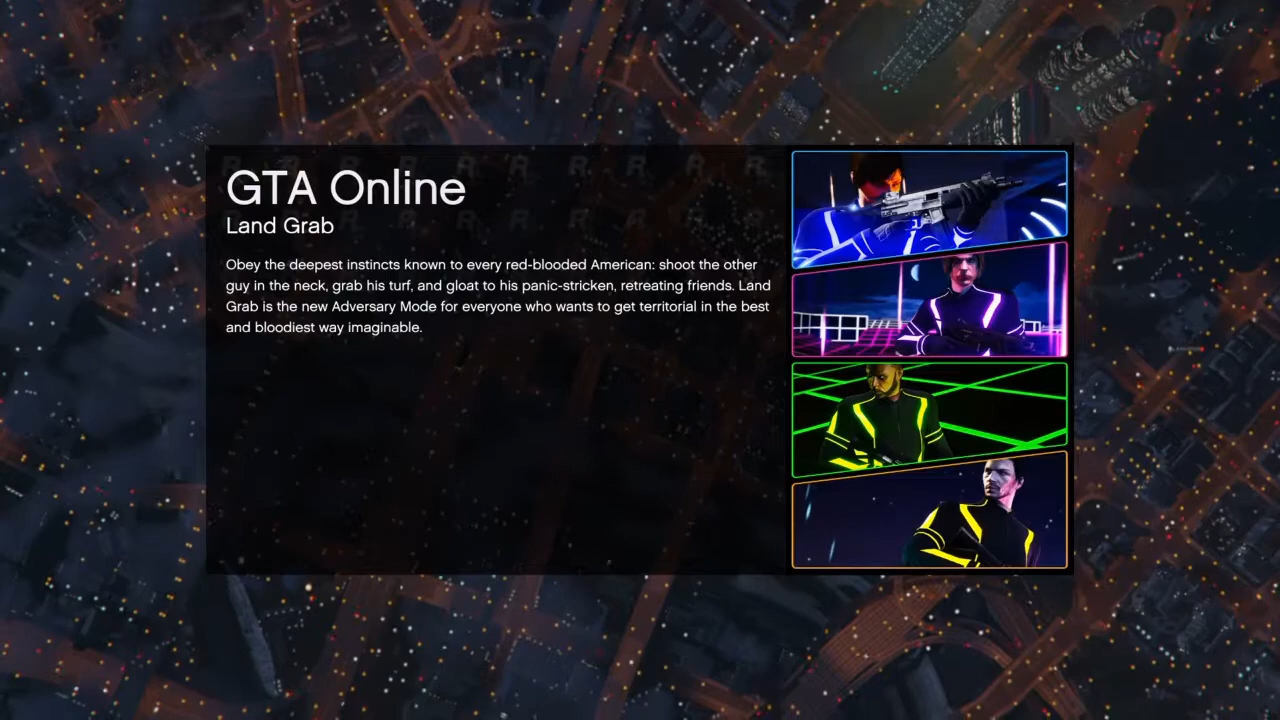 GTA Online
Land Grab
Obey the deepest instincts known to every red-blooded American: shoot the other
guy in the neck, grab his turf, and gloat to his panic-stricken, retreating friends. Land
Grab is the new Adversary Mode for everyone who wants to get territorial in the best
and bloodiest way imaginable.